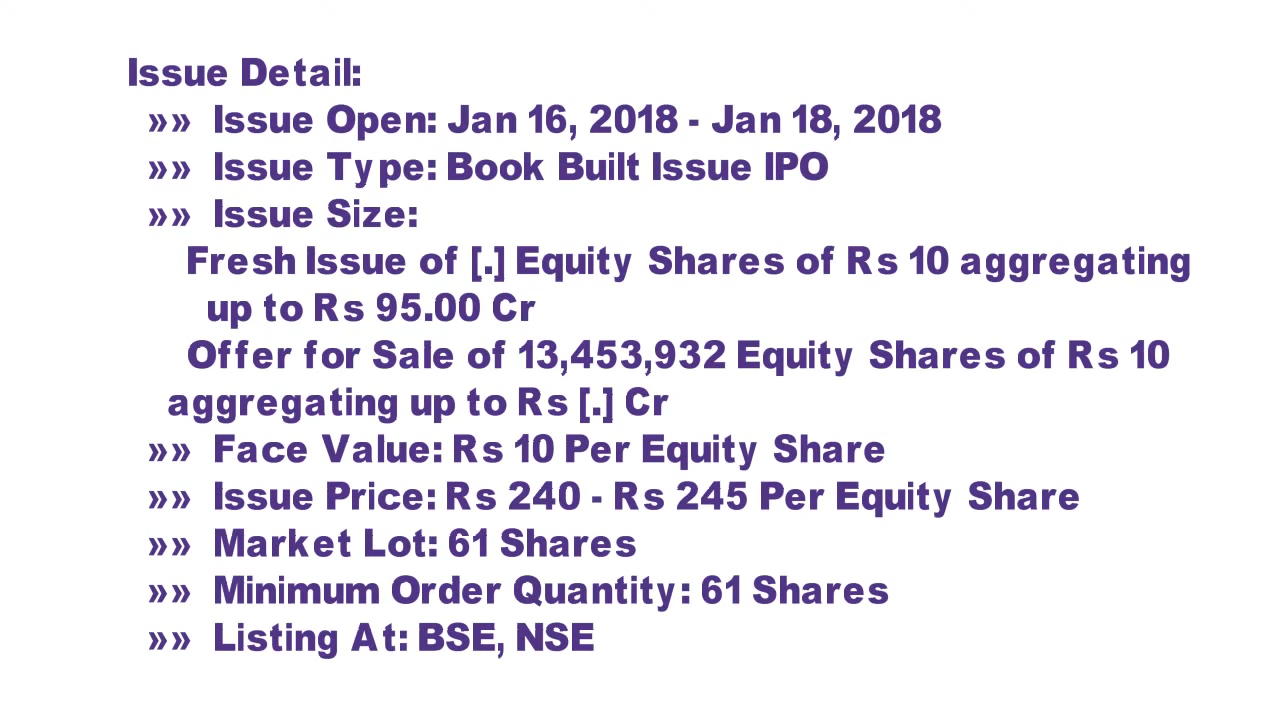 Issue Detail:
»» Issue Open: Jan 16, 2018 - Jan 18, 2018
»» Issue Type: Book Built Issue IPO
»» Issue Size:
Fresh Issue of [.] Equity Shares of Rs 10 aggregating
up to Rs 95.00 Cr
Offer for Sale of 13,453,932 Equity Shares of Rs 10
aggregating up to Rs [.] Cr
»» Face Value: Rs 10 Per Equity Share
»» Issue Price: Rs 240 - Rs 245 Per Equity Share
»» Market Lot: 61 Shares
»» Minimum Order Quantity: 61 Shares
»» Listing At: BSE, NSE